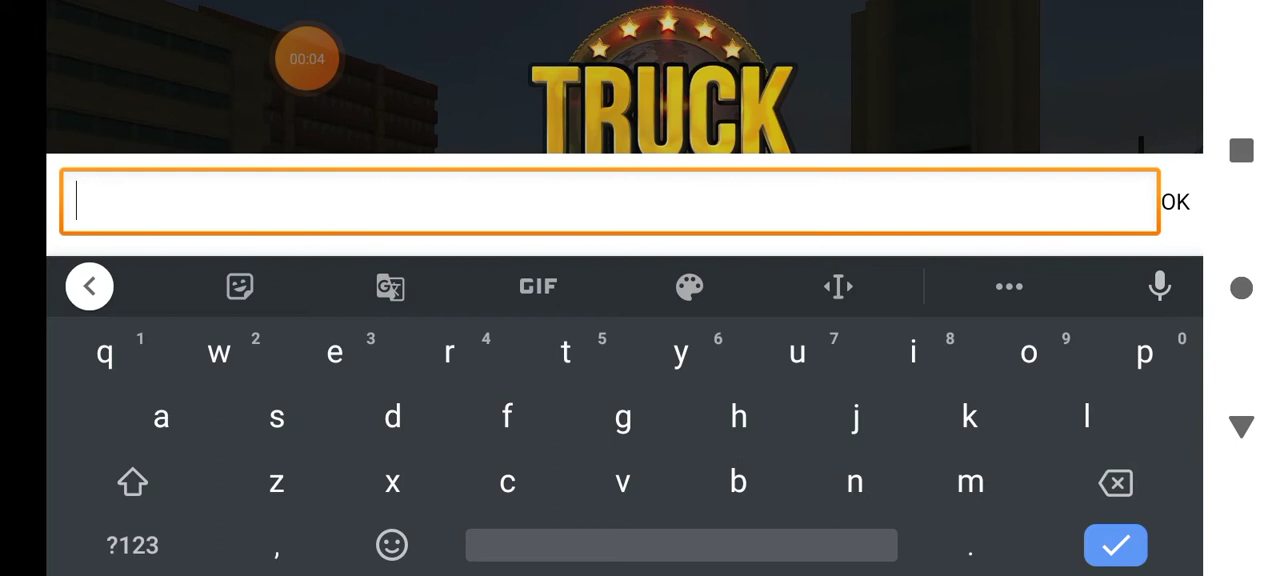 00:04
TRUCK
OK
GIF
q 1 w 2 e 3 r 4 t 5 y 6 u 7 i 8 o 9 p 0
a s d f g h j k l
z x c v b n m
?123 , .